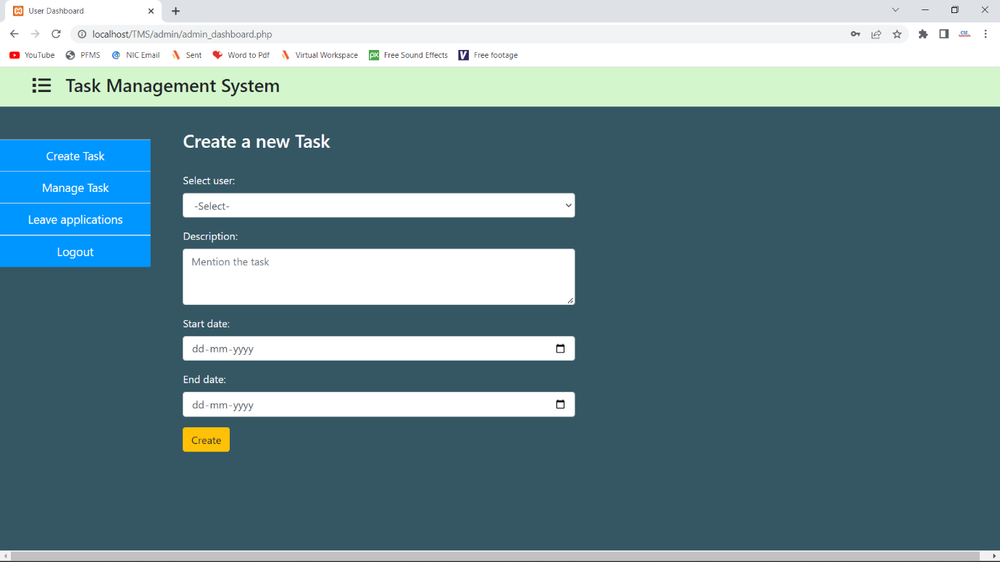 User Dashboard
localhost/TMS/admin/admin_dashboard.php
YouTube PFMS NIC Email Sent Word to Pdf Virtual Workspace px Free Sound Effects V Free footage
Task Management System
Create Task
Manage Task
Leave applications
Logout
Create a new Task
Select user:
-Select-
Description:
Mention the task
Start date:
dd-mm-yyyy
End date:
dd-mm-yyyy
Create